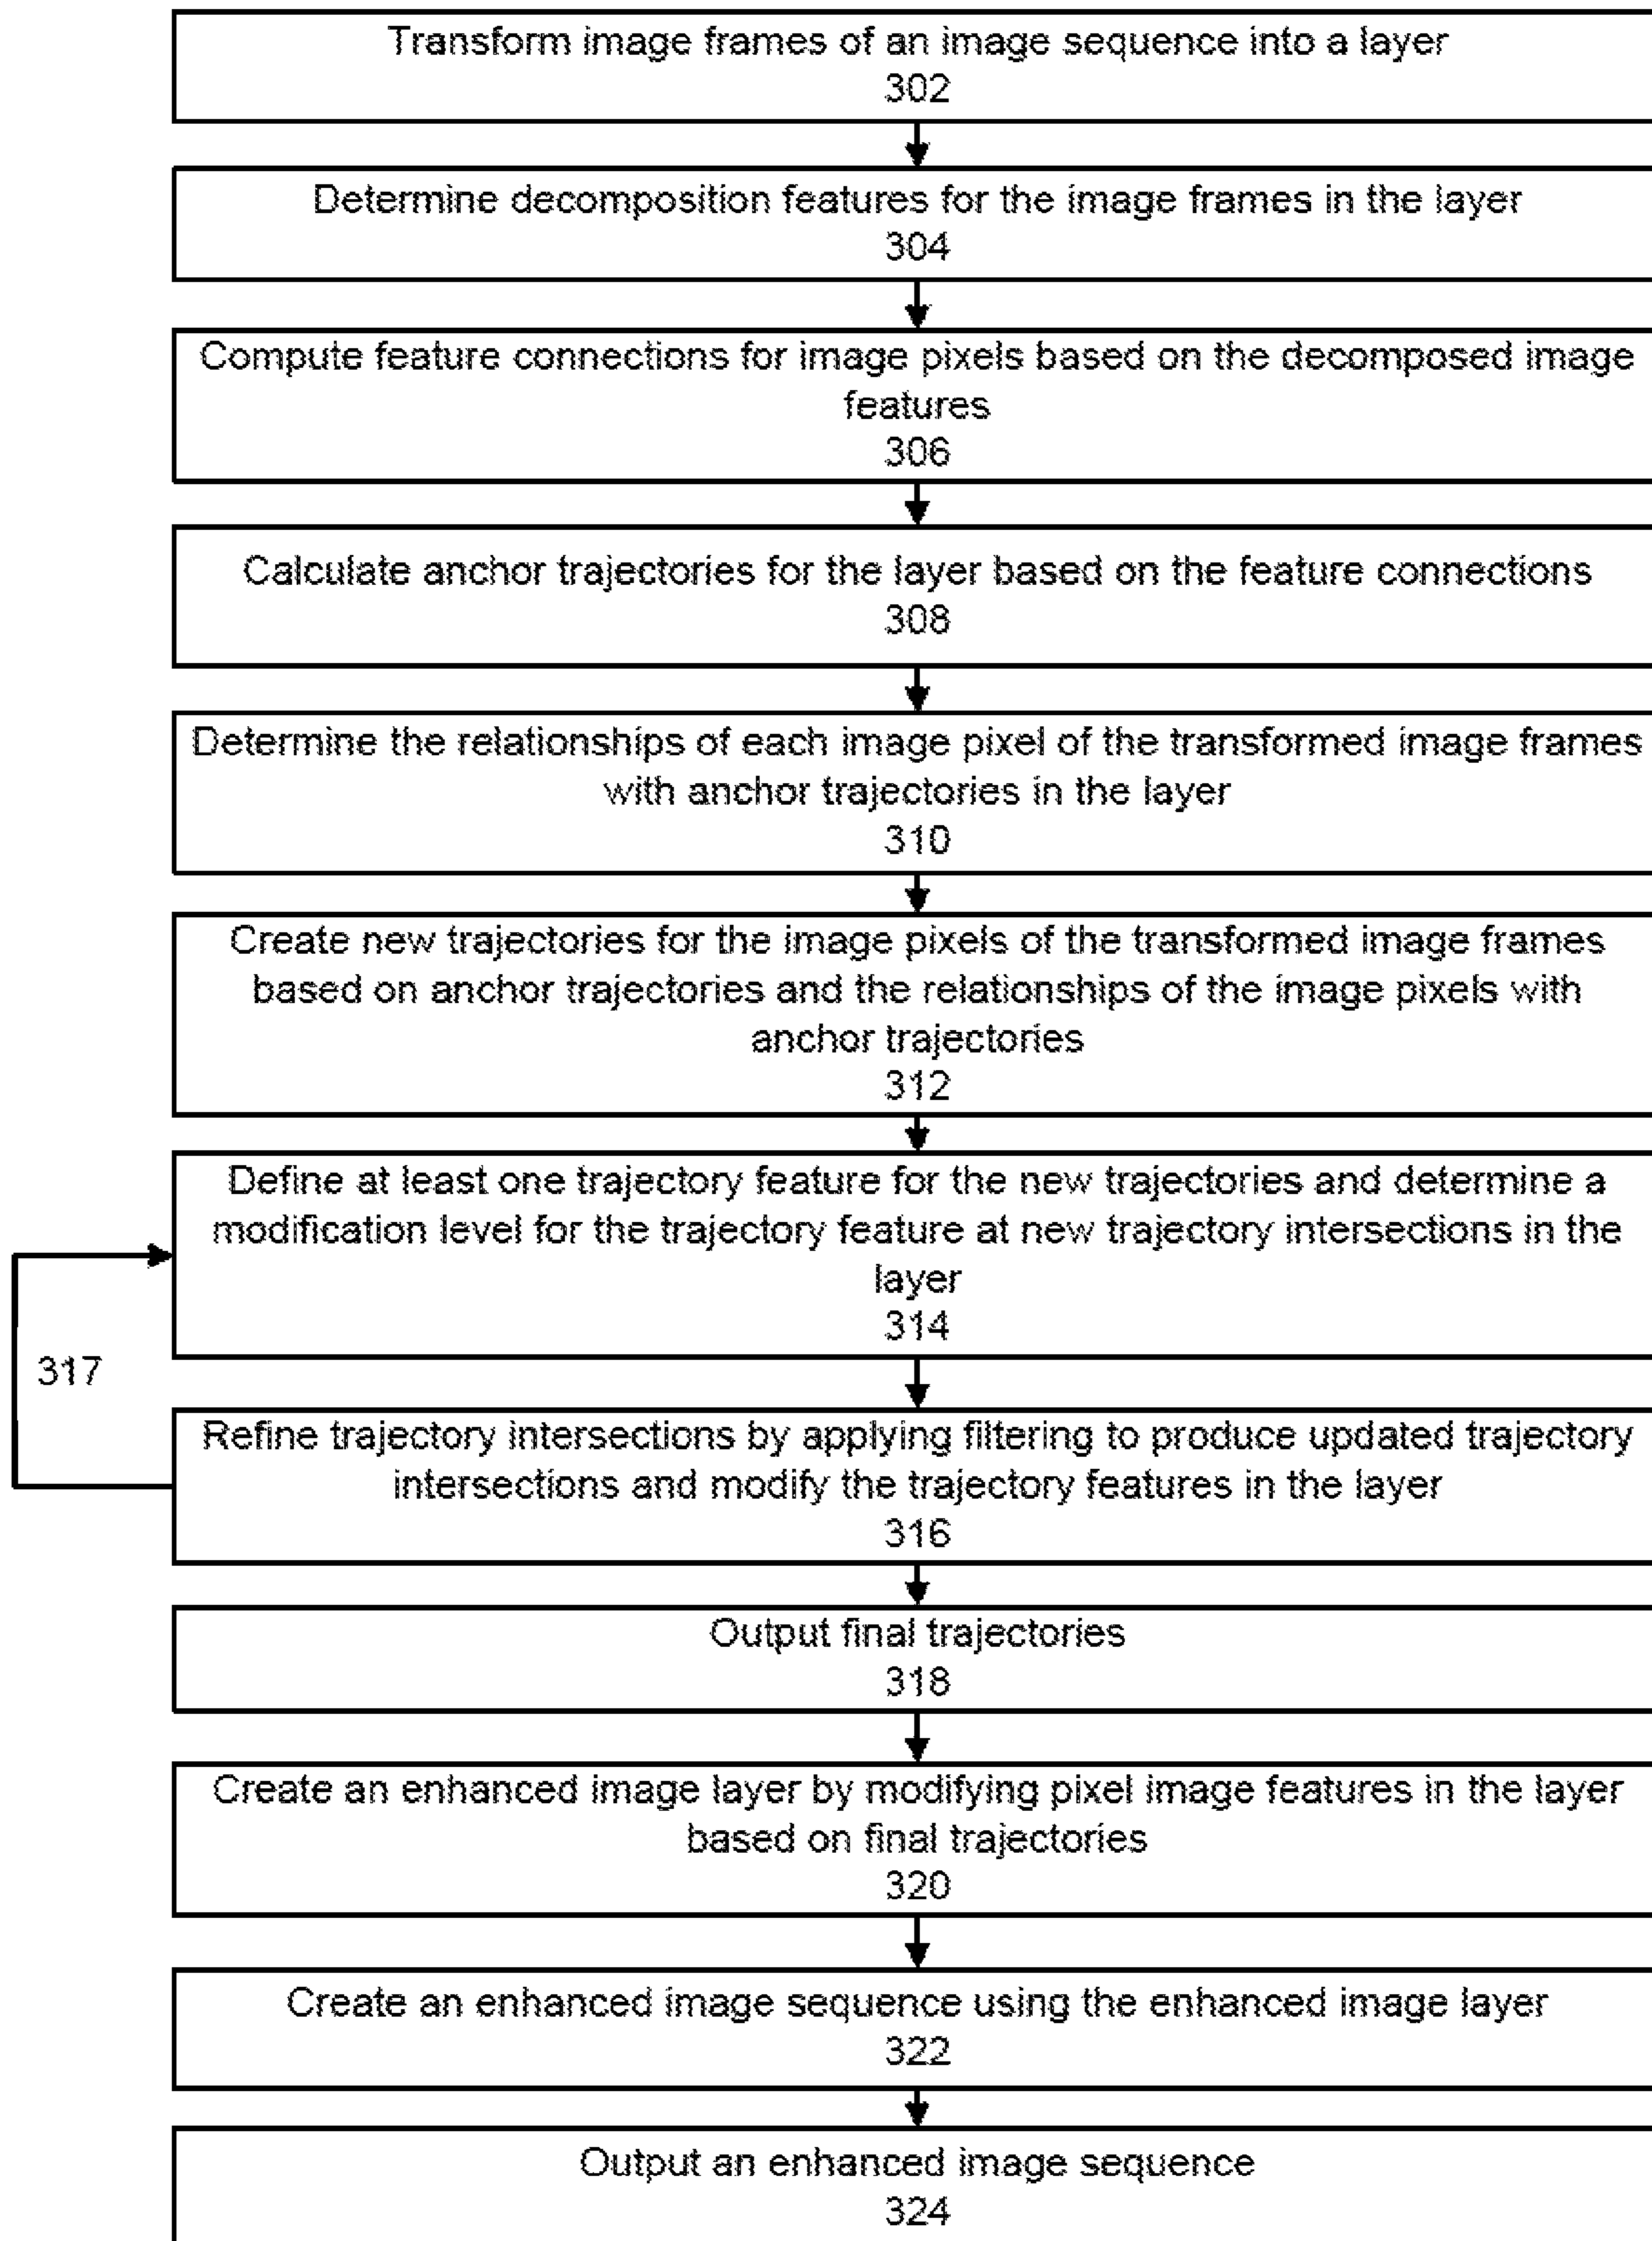 Transform image frames of an image sequence into a layer
302
Determine decomposition features for the image frames in the layer
304
Compute feature connections for image pixels based on the decomposed image
features
306
Calculate anchor trajectories for the layer based on the feature connections
308
Determine the relationships of each image pixel of the transformed image frames
with anchor trajectories in the layer
310
Create new trajectories for the image pixels of the transformed image frames
based on anchor trajectories and the relationships of the image pixels with
anchor trajectories
312
Define at least one trajectory feature for the new trajectories and determine a
modification level for the trajectory feature at new trajectory intersections in the
layer
314
317
Refine trajectory intersections by applying filtering to produce updated trajectory
intersections and modify the trajectory features in the layer
316
Output final trajectories
318
Create an enhanced image layer by modifying pixel image features in the layer
based on final trajectories
320
Create an enhanced image sequence using the enhanced image layer
322
Output an enhanced image sequence
324